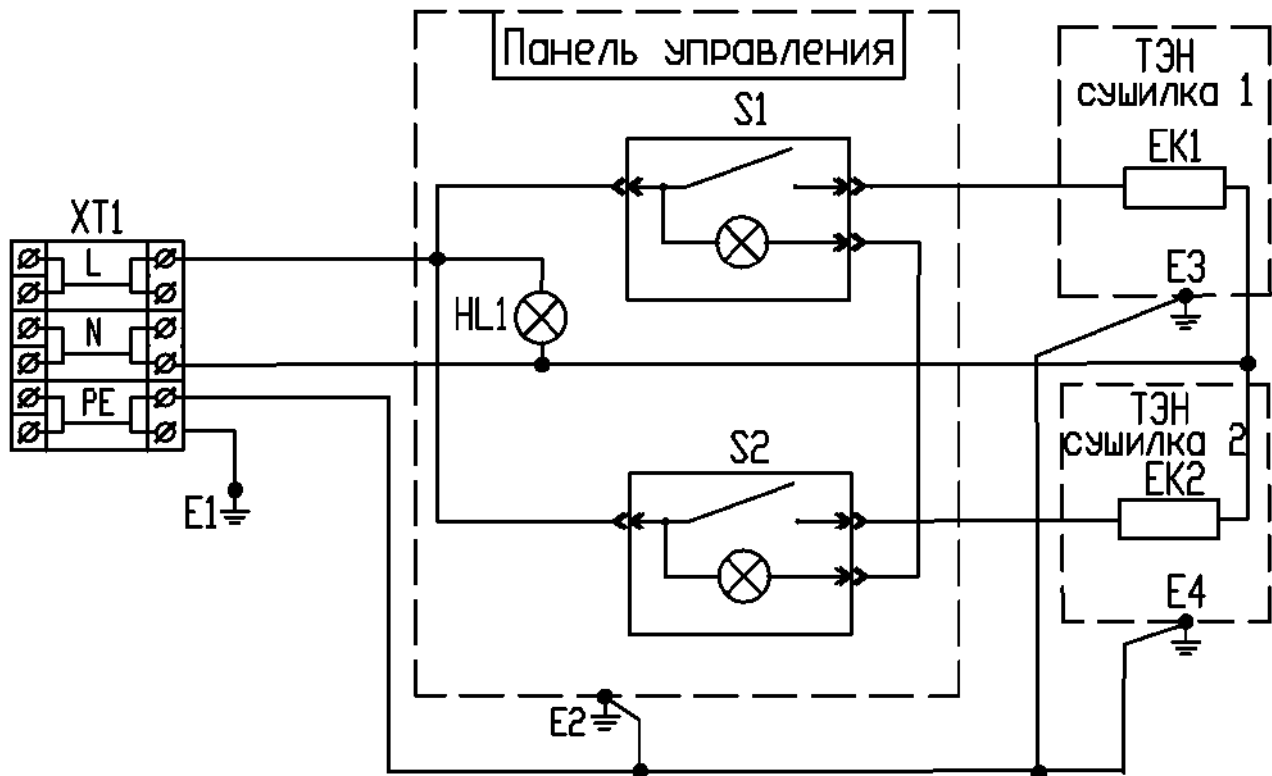 Панель управления
ТЭН
сушилка 1
S1
EK1
XT1
L
E3
HL1
N
PE
ТЭН
сушилка 2
S2
EK2
E1
E4
E2